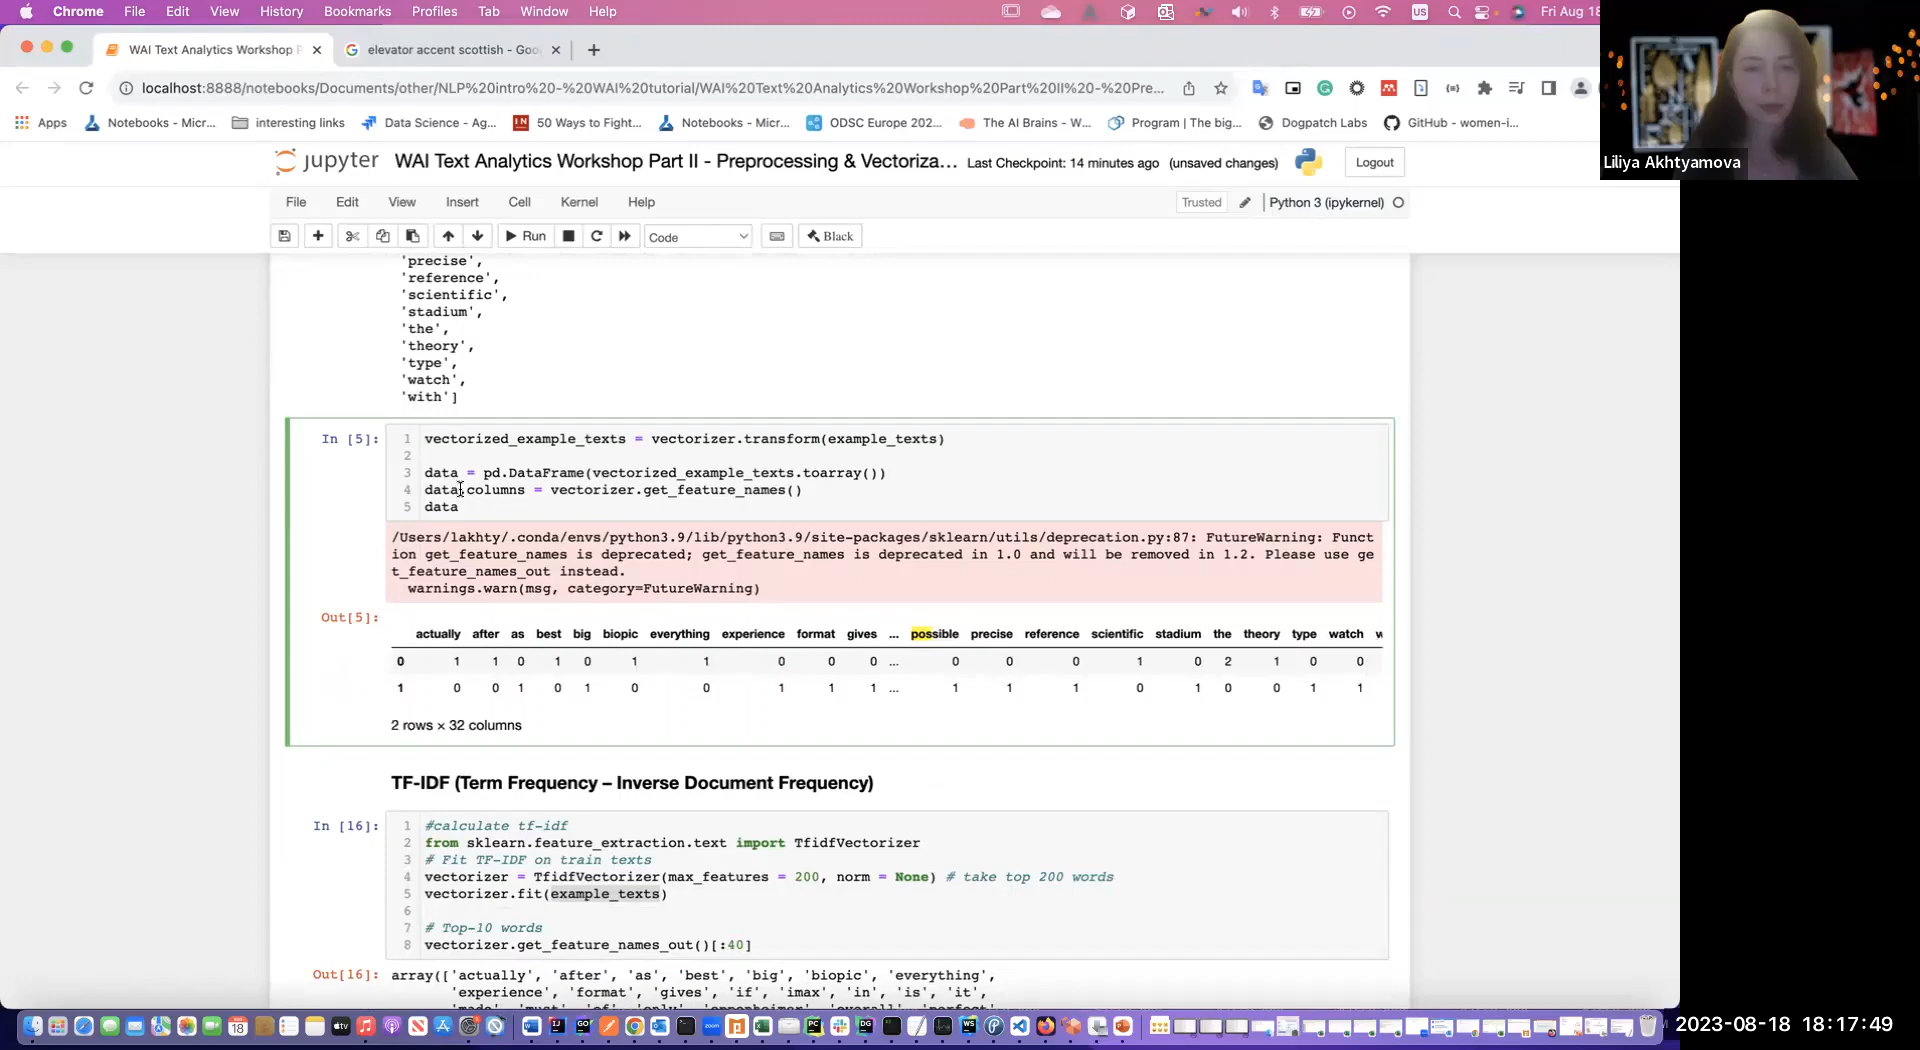 Chrome File Edit View History Bookmarks Profiles Tab Window Help US Fri Aug 18
WAI Text Analytics Workshop P elevator accent scottish - Goo
localhost:8888/notebooks/Documents/other/NLP%20intro%20-%20WAI%20tutorial/WAI%20Text%20Analytics%20Workshop%20Part%20II%20-%20Pre...
Apps Notebooks - Micr... interesting links Data Science - Ag... 50 Ways to Fight... Notebooks - Micr... ODSC Europe 202... The AI Brains - W... Program | The big... Dogpatch Labs GitHub - women-i...
Liliya Akhtyamova
jupyter WAI Text Analytics Workshop Part II - Preprocessing & Vectoriza... Last Checkpoint: 14 minutes ago (unsaved changes) Logout
File Edit View Insert Cell Kernel Help Trusted Python 3 (ipykernel)
Run Code Black
'precise',
'reference',
'scientific',
'stadium',
'the',
'theory',
'type',
'watch',
'with']
In [5]: 1 vectorized_example_texts = vectorizer.transform(example_texts)
2
3 data = pd.DataFrame(vectorized_example_texts.toarray())
4 data.columns = vectorizer.get_feature_names()
5 data
/Users/lakhty/.conda/envs/python3.9/lib/python3.9/site-packages/sklearn/utils/deprecation.py:87: FutureWarning: Funct
ion get_feature_names is deprecated; get_feature_names is deprecated in 1.0 and will be removed in 1.2. Please use ge
t_feature_names_out instead.
warnings.warn(msg, category=FutureWarning)
Out[5]:
actually after as best big biopic everything experience format gives ... possible precise reference scientific stadium the theory type watch w
0 1 1 0 1 0 1 1 0 0 0 ... 0 0 0 1 0 2 1 0 0
1 0 0 1 0 1 0 0 1 1 1 ... 1 1 1 0 1 0 0 1 1
2 rows × 32 columns
TF-IDF (Term Frequency – Inverse Document Frequency)
In [16]: 1 #calculate tf-idf
2 from sklearn.feature_extraction.text import TfidfVectorizer
3 # Fit TF-IDF on train texts
4 vectorizer = TfidfVectorizer(max_features = 200, norm = None) # take top 200 words
5 vectorizer.fit(example_texts)
6
7 # Top-10 words
8 vectorizer.get_feature_names_out()[:40]
Out[16]: array(['actually', 'after', 'as', 'best', 'big', 'biopic', 'everything',
'experience', 'format', 'gives', 'if', 'imax', 'in', 'is', 'it',
2023-08-18 18:17:49